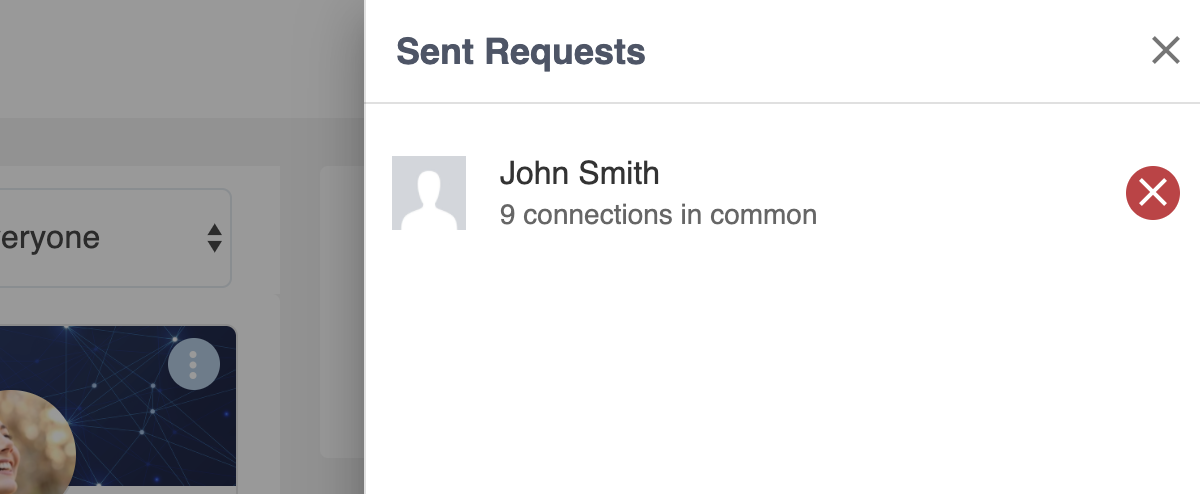 Sent Requests
John Smith
9 connections in common
eryone